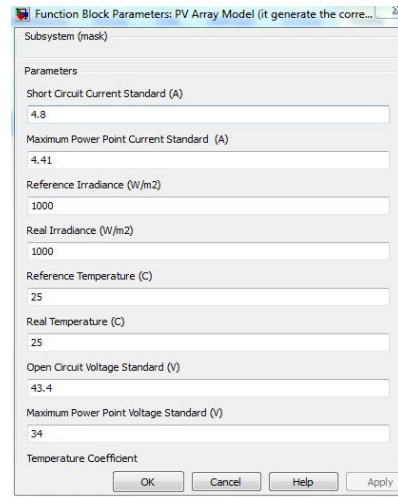 Function Block Parameters: PV Array Model (it generate the corre...
Subsystem (mask)
Parameters
Short Circuit Current Standard (A)
4.8
Maximum Power Point Current Standard (A)
4.41
Reference Irradiance (W/m2)
1000
Real Irradiance (W/m2)
1000
Reference Temperature (C)
25
Real Temperature (C)
25
Open Circuit Voltage Standard (V)
43.4
Maximum Power Point Voltage Standard (V)
34
Temperature Coefficient
OK Cancel Help Apply